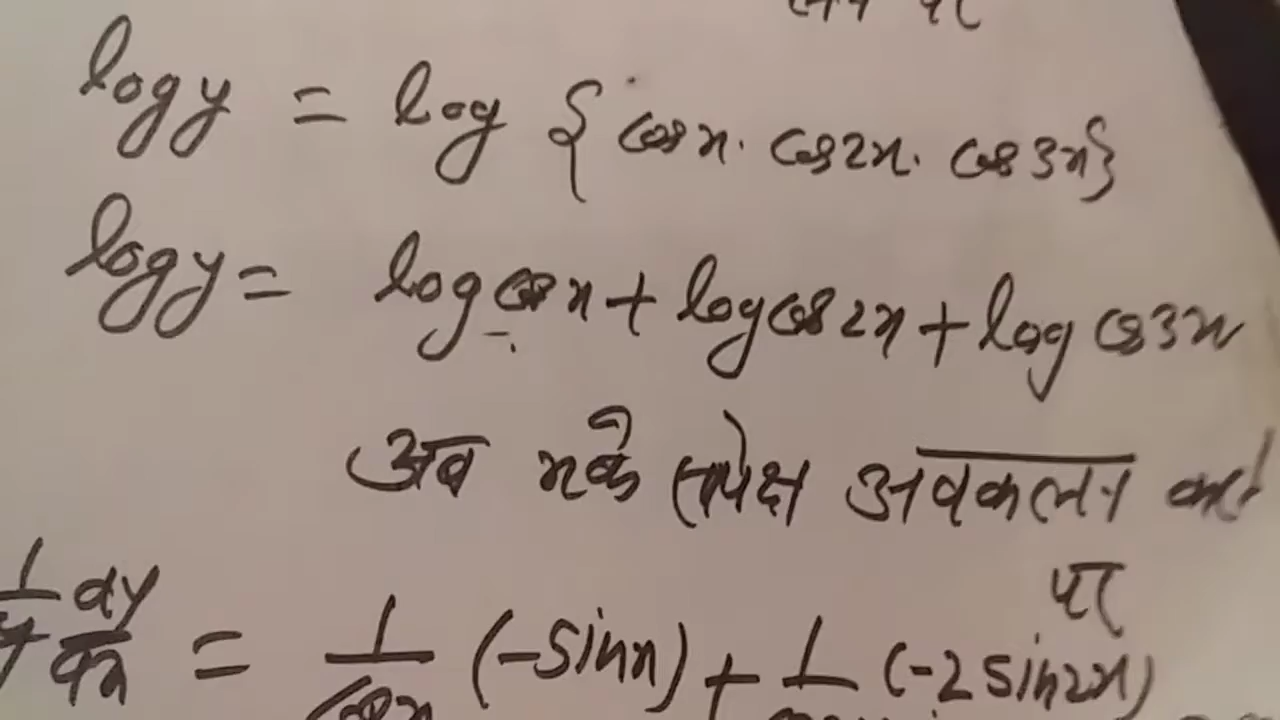 पर
log y = log { cos x . cos 2x . cos 3x }
log y = log cos x + log cos 2x + log cos 3x
अब x के सापेक्ष अवकलन करने
पर
1/y dy/dx = 1/cos x (-sin x) + 1/ (-2 sin 2x)